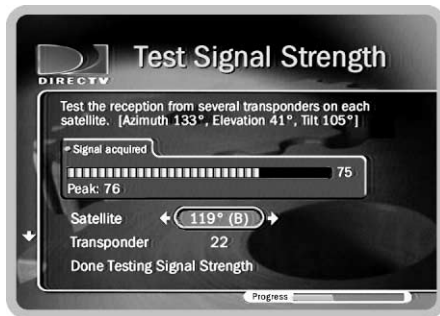 DIRECTV
Test Signal Strength
Test the reception from several transponders on each
satellite. [Azimuth 133°, Elevation 41°, Tilt 105°]
Signal acquired
75
Peak: 76
Satellite 119° (B)
Transponder 22
Done Testing Signal Strength
Progress